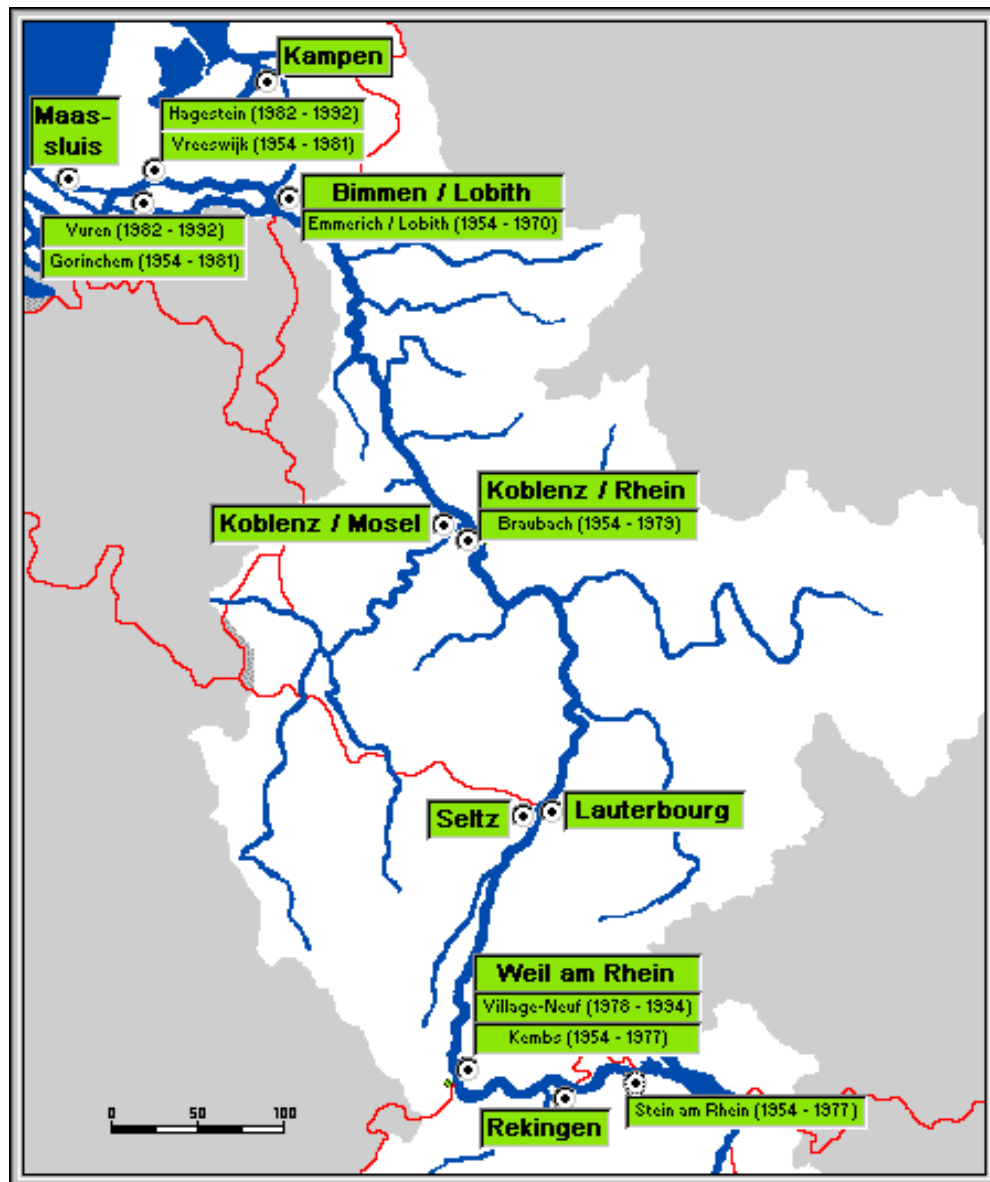 Kampen
Maas-
sluis
Hagestein (1982 - 1992)
Vreeswijk (1954 - 1981)
Bimmen / Lobith
Emmerich / Lobith (1954 - 1970)
Vuren (1982 - 1992)
Gorinchem (1954 - 1981)
Koblenz / Rhein
Braubach (1954 - 1979)
Koblenz / Mosel
Seltz
Lauterbourg
Weil am Rhein
Village-Neuf (1978 - 1994)
Kembs (1954 - 1977)
Stein am Rhein (1954 - 1977)
Rekingen
0 50 100